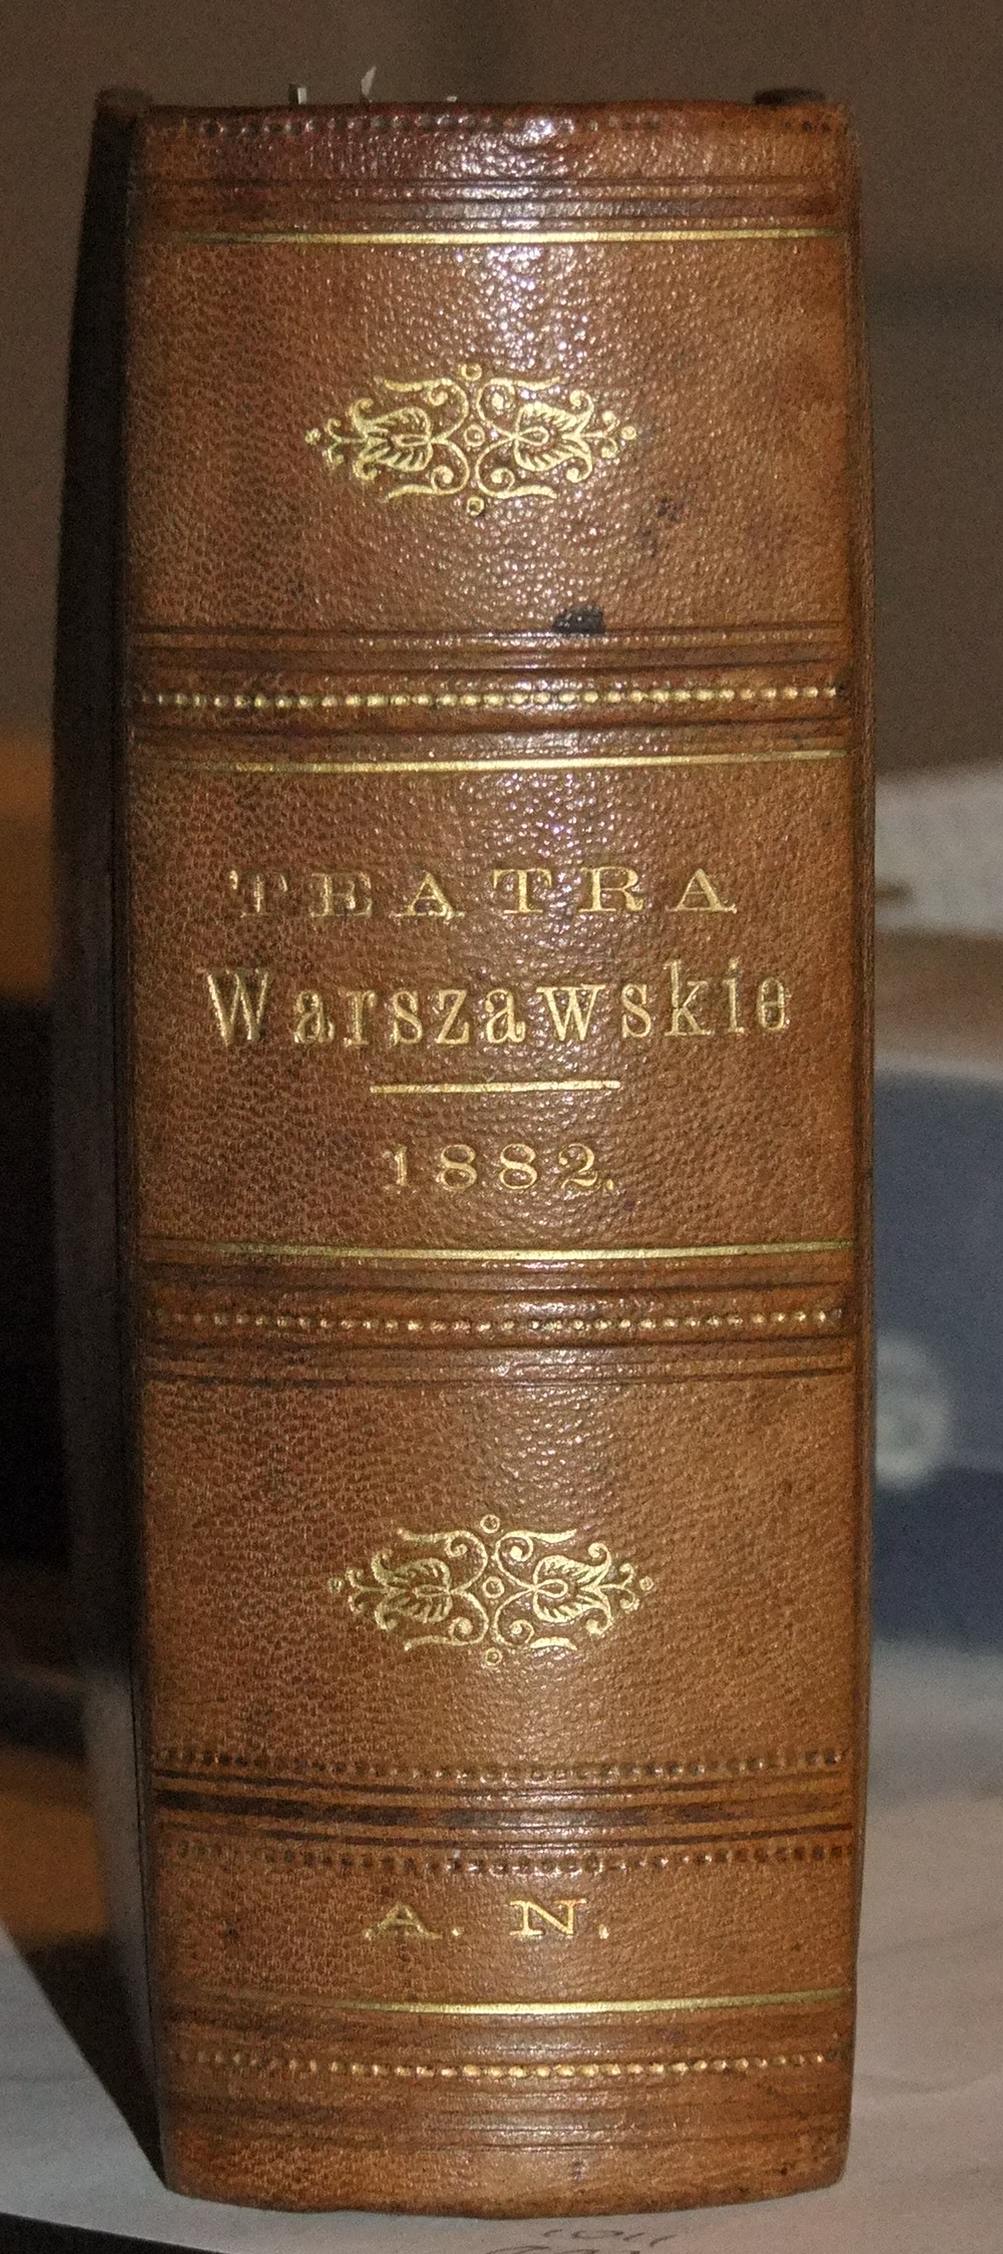 TEATRA
Warszawskie
1882.
A. N.